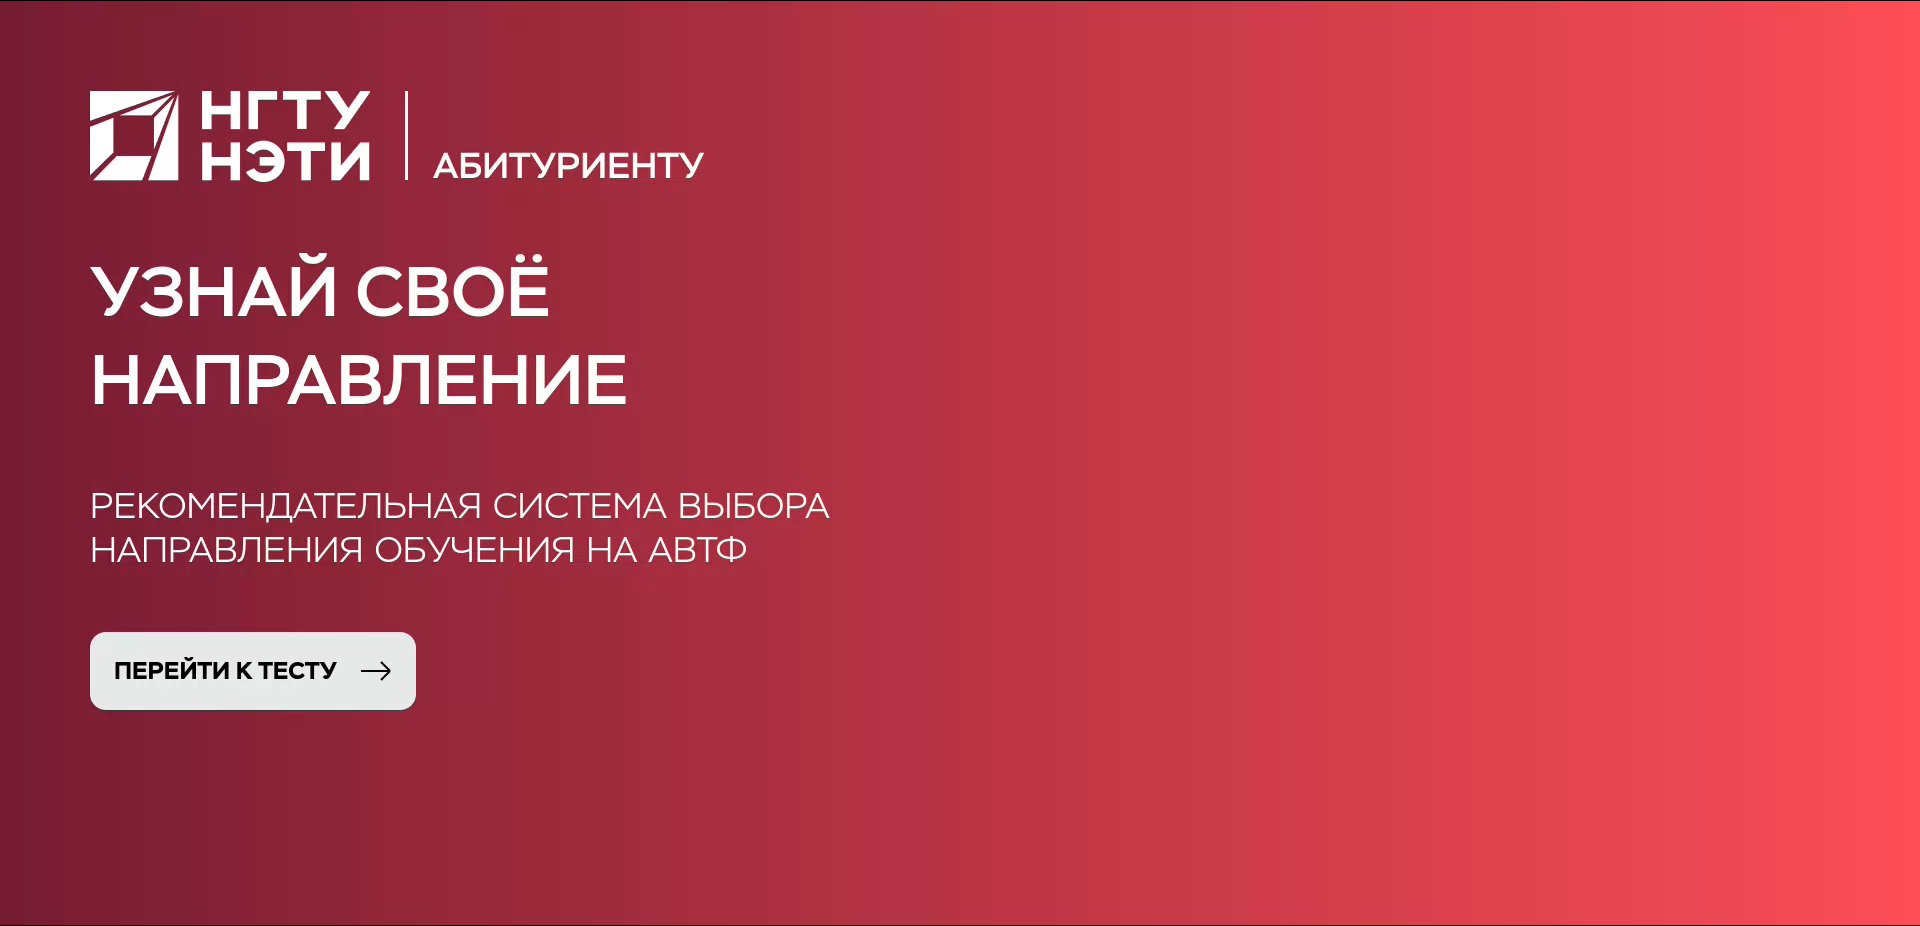 НГТУ
НЭТИ
АБИТУРИЕНТУ
УЗНАЙ СВОЁ
НАПРАВЛЕНИЕ
РЕКОМЕНДАТЕЛЬНАЯ СИСТЕМА ВЫБОРА
НАПРАВЛЕНИЯ ОБУЧЕНИЯ НА АВТФ
ПЕРЕЙТИ К ТЕСТУ